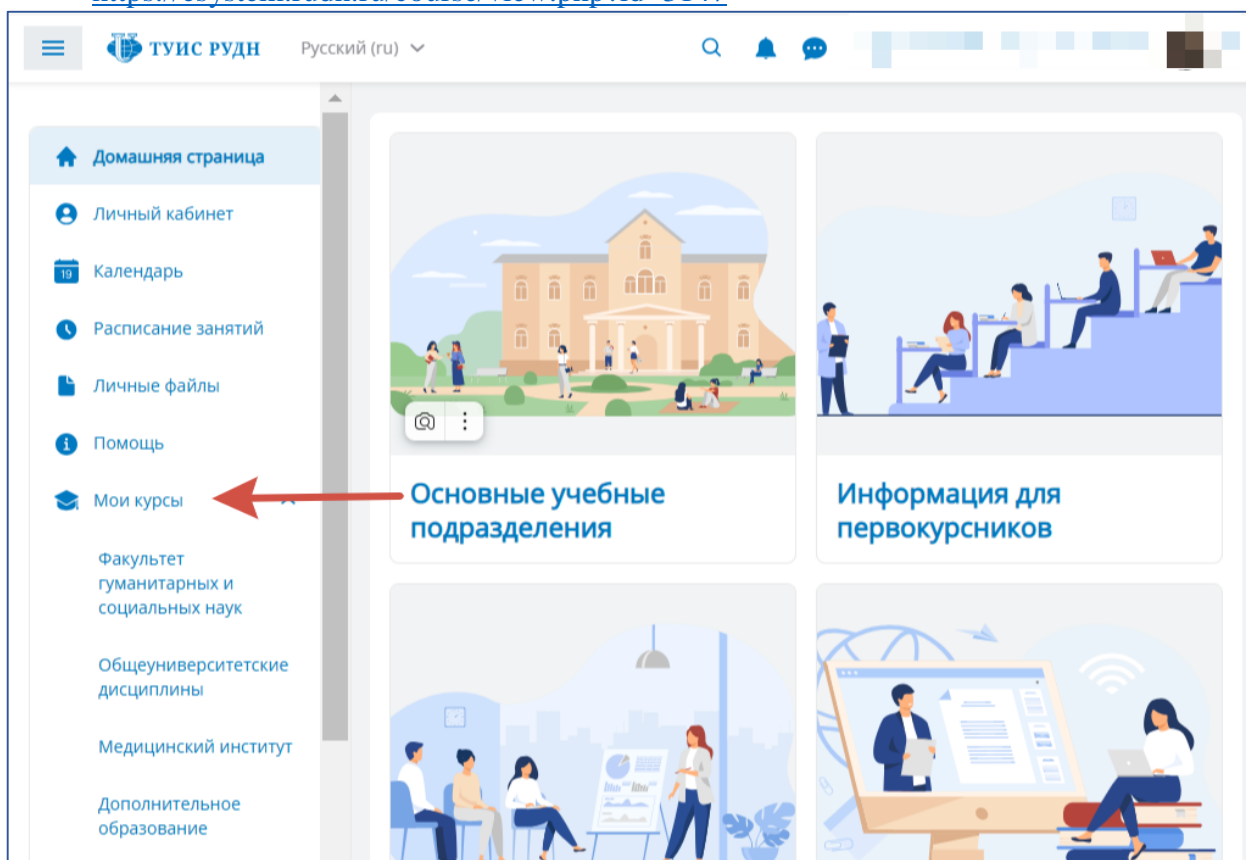 ТУИС РУДН
Русский (ru)
Домашняя страница
Личный кабинет
19
Календарь
Расписание занятий
Личные файлы
Помощь
Мои курсы
Факультет
гуманитарных и
социальных наук
Общеуниверситетские
дисциплины
Медицинский институт
Дополнительное
образование
Основные учебные
подразделения
Информация для
первокурсников